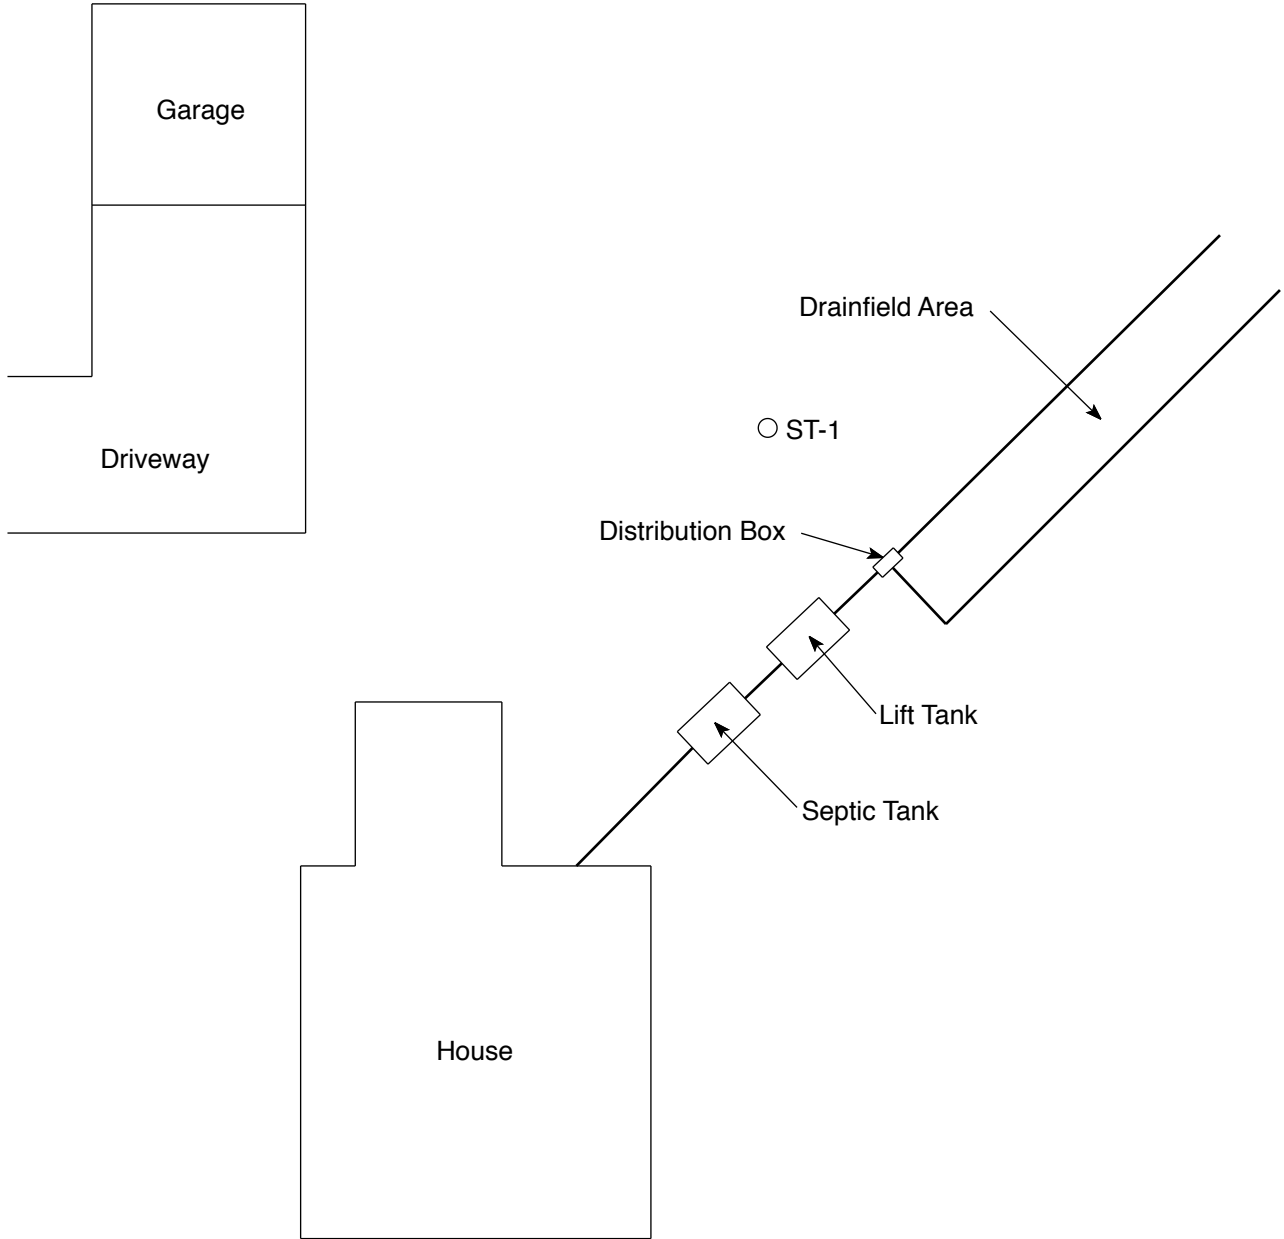 Garage
Drainfield Area
ST-1
Driveway
Distribution Box
Lift Tank
Septic Tank
House